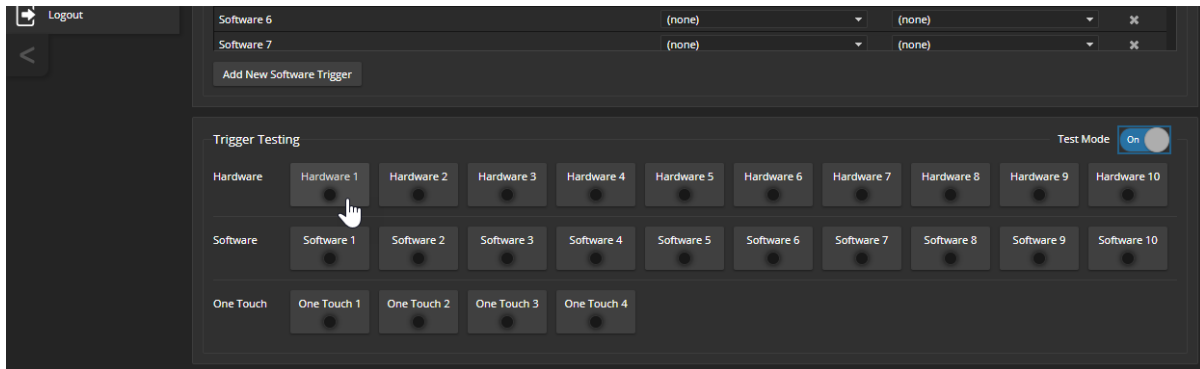 Logout
Software 6 (none) (none)
Software 7 (none) (none)
Add New Software Trigger
Trigger Testing Test Mode On
Hardware Hardware 1 Hardware 2 Hardware 3 Hardware 4 Hardware 5 Hardware 6 Hardware 7 Hardware 8 Hardware 9 Hardware 10
Software Software 1 Software 2 Software 3 Software 4 Software 5 Software 6 Software 7 Software 8 Software 9 Software 10
One Touch One Touch 1 One Touch 2 One Touch 3 One Touch 4